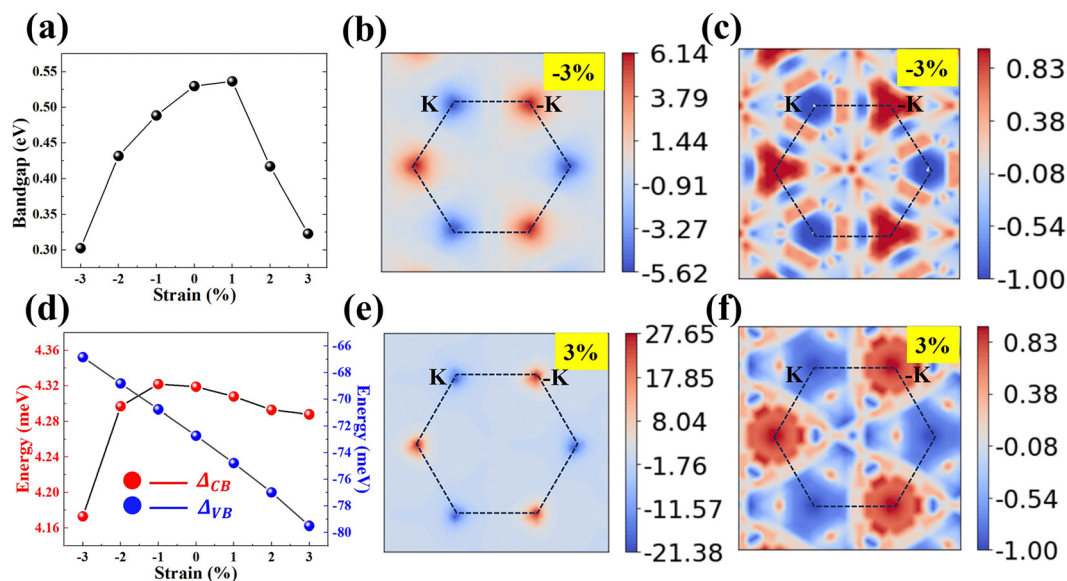 (a)
Bandgap (eV)
0.55
0.50
0.45
0.40
0.35
0.30
-3 -2 -1 0 1 2 3
Strain (%)
(b)
-3%
K -K
6.14
3.79
1.44
-0.91
-3.27
-5.62
(c)
-3%
K -K
0.83
0.38
-0.08
-0.54
-1.00
(d)
Energy (meV)
4.36
4.32
4.28
4.24
4.20
4.16
Δ_CB
Δ_VB
-3 -2 -1 0 1 2 3
Strain (%)
-66
-68
-70
-72
-74
-76
-78
-80
Energy (meV)
(e)
3%
K -K
27.65
17.85
8.04
-1.76
-11.57
-21.38
(f)
3%
K -K
0.83
0.38
-0.08
-0.54
-1.00